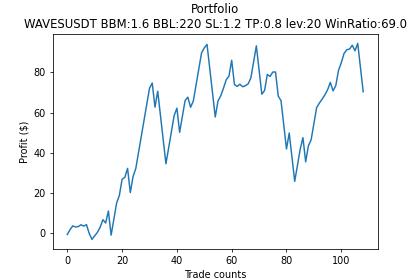 Portfolio
WAVESUSDT BBM:1.6 BBL:220 SL:1.2 TP:0.8 lev:20 WinRatio:69.0
Profit ($)
80
60
40
20
0
0 20 40 60 80 100
Trade counts